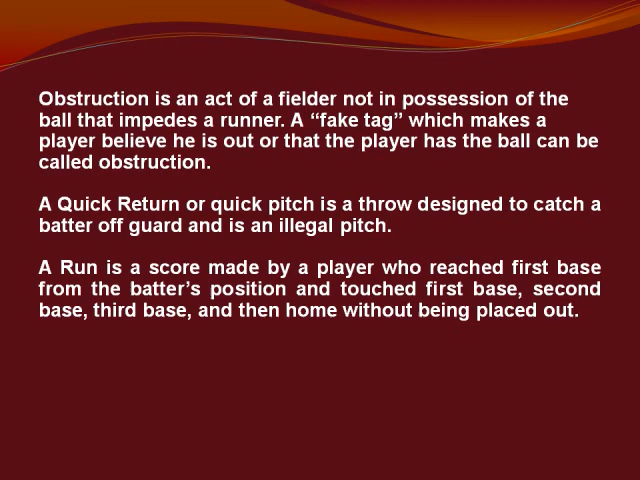 Obstruction is an act of a fielder not in possession of the
ball that impedes a runner. A “fake tag” which makes a
player believe he is out or that the player has the ball can be
called obstruction.
A Quick Return or quick pitch is a throw designed to catch a
batter off guard and is an illegal pitch.
A Run is a score made by a player who reached first base
from the batter’s position and touched first base, second
base, third base, and then home without being placed out.